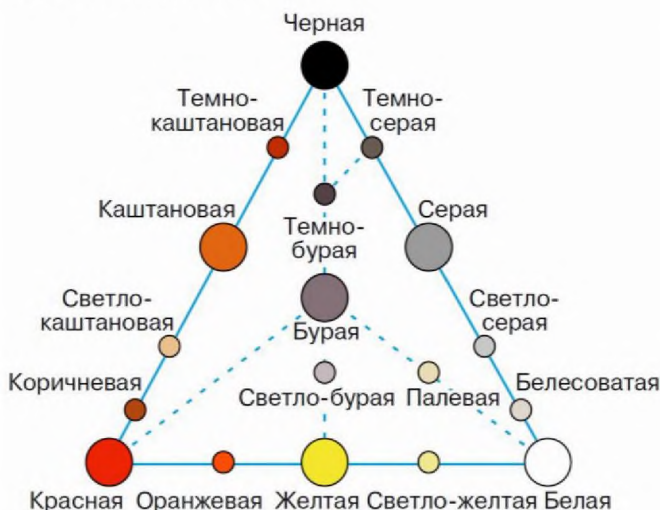 Черная
Темно-
каштановая
Темно-
серая
Каштановая
Темно-
бурая
Серая
Светло-
каштановая
Бурая
Светло-
серая
Коричневая
Светло-бурая
Палевая
Белесоватая
Красная
Оранжевая
Желтая
Светло-желтая
Белая